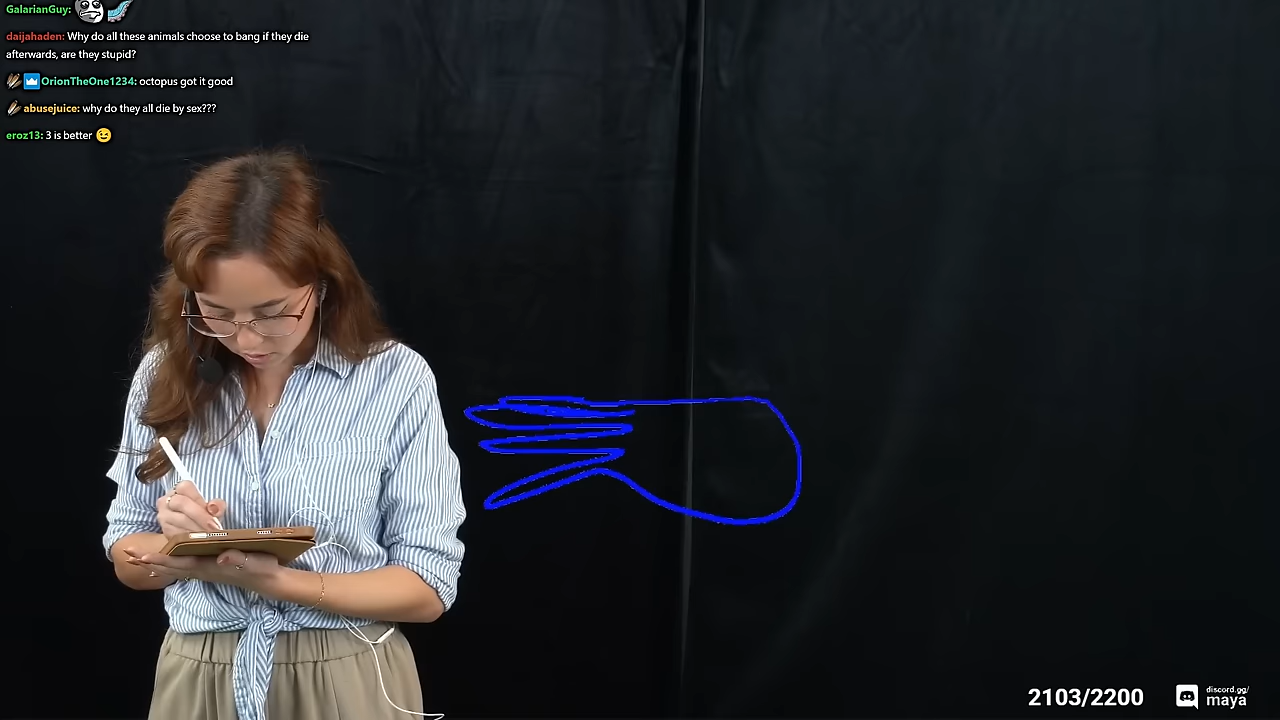 GalarianGuy:
daijahaden: Why do all these animals choose to bang if they die
afterwards, are they stupid?
OrionTheOne1234: octopus got it good
abusejuice: why do they all die by sex???
eroz13: 3 is better 😉
2103/2200
discord.gg/
maya